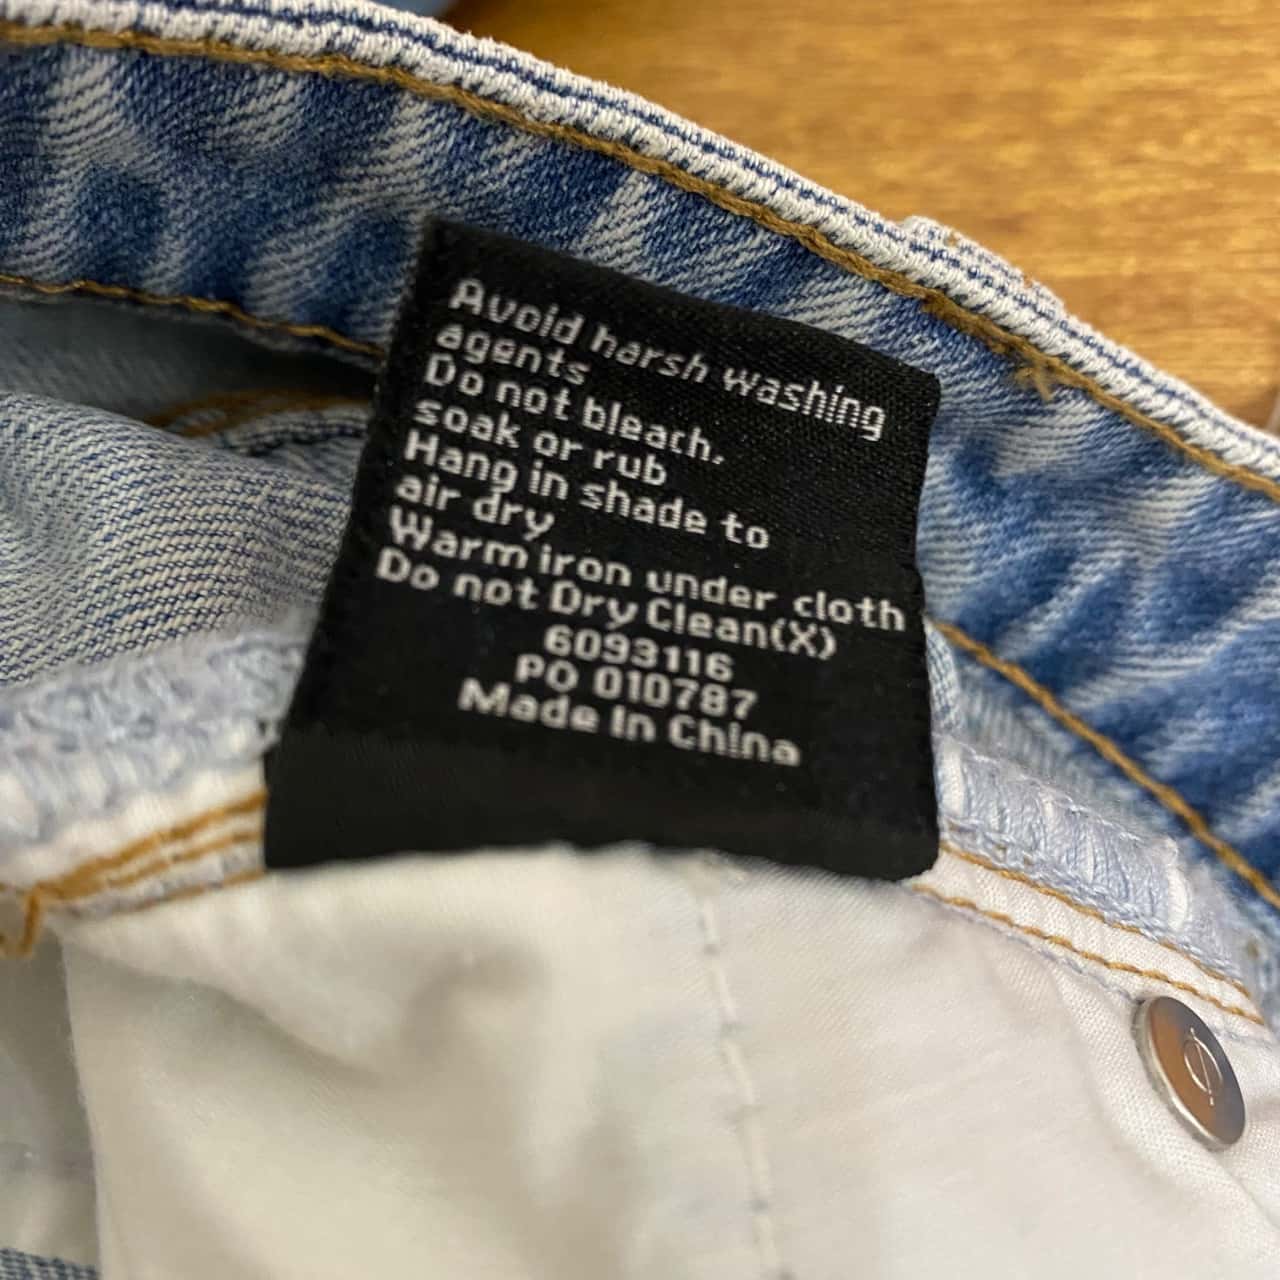 Avoid harsh washing
agents
Do not bleach,
soak or rub
Hang in shade to
air dry
Warm iron under cloth
Do not Dry Clean(X)
6093116
PO 010787
Made In China